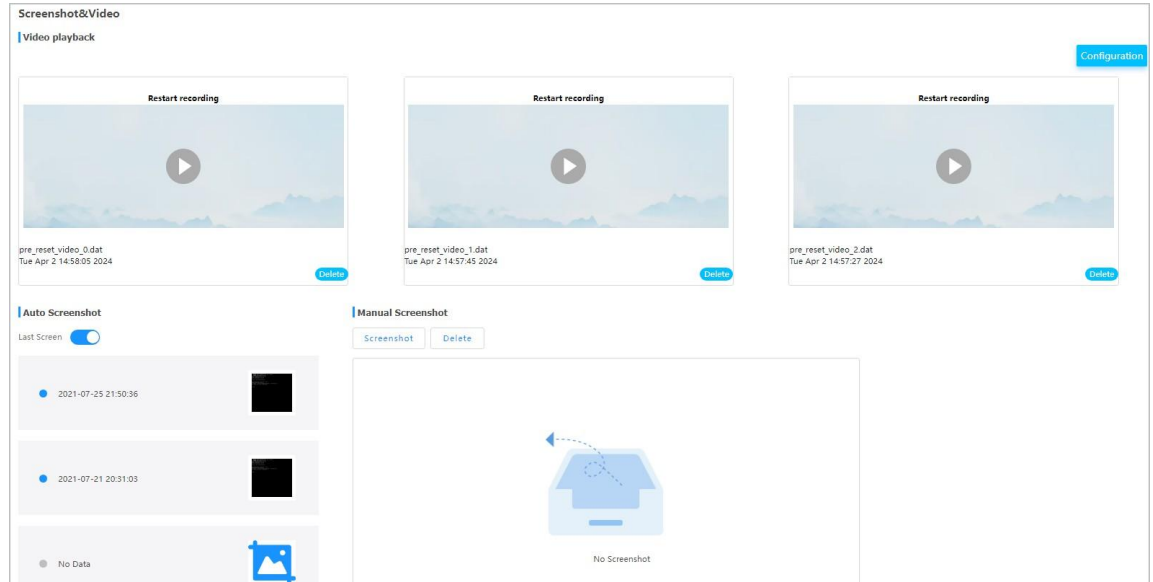 Screenshot&Video
Video playback
Configuration
Restart recording
pre_reset_video_0.dat
Tue Apr 2 14:58:05 2024
Delete
Restart recording
pre_reset_video_1.dat
Tue Apr 2 14:57:45 2024
Delete
Restart recording
pre_reset_video_2.dat
Tue Apr 2 14:57:27 2024
Delete
Auto Screenshot
Last Screen
2021-07-25 21:50:36
2021-07-21 20:31:03
No Data
Manual Screenshot
Screenshot Delete
No Screenshot